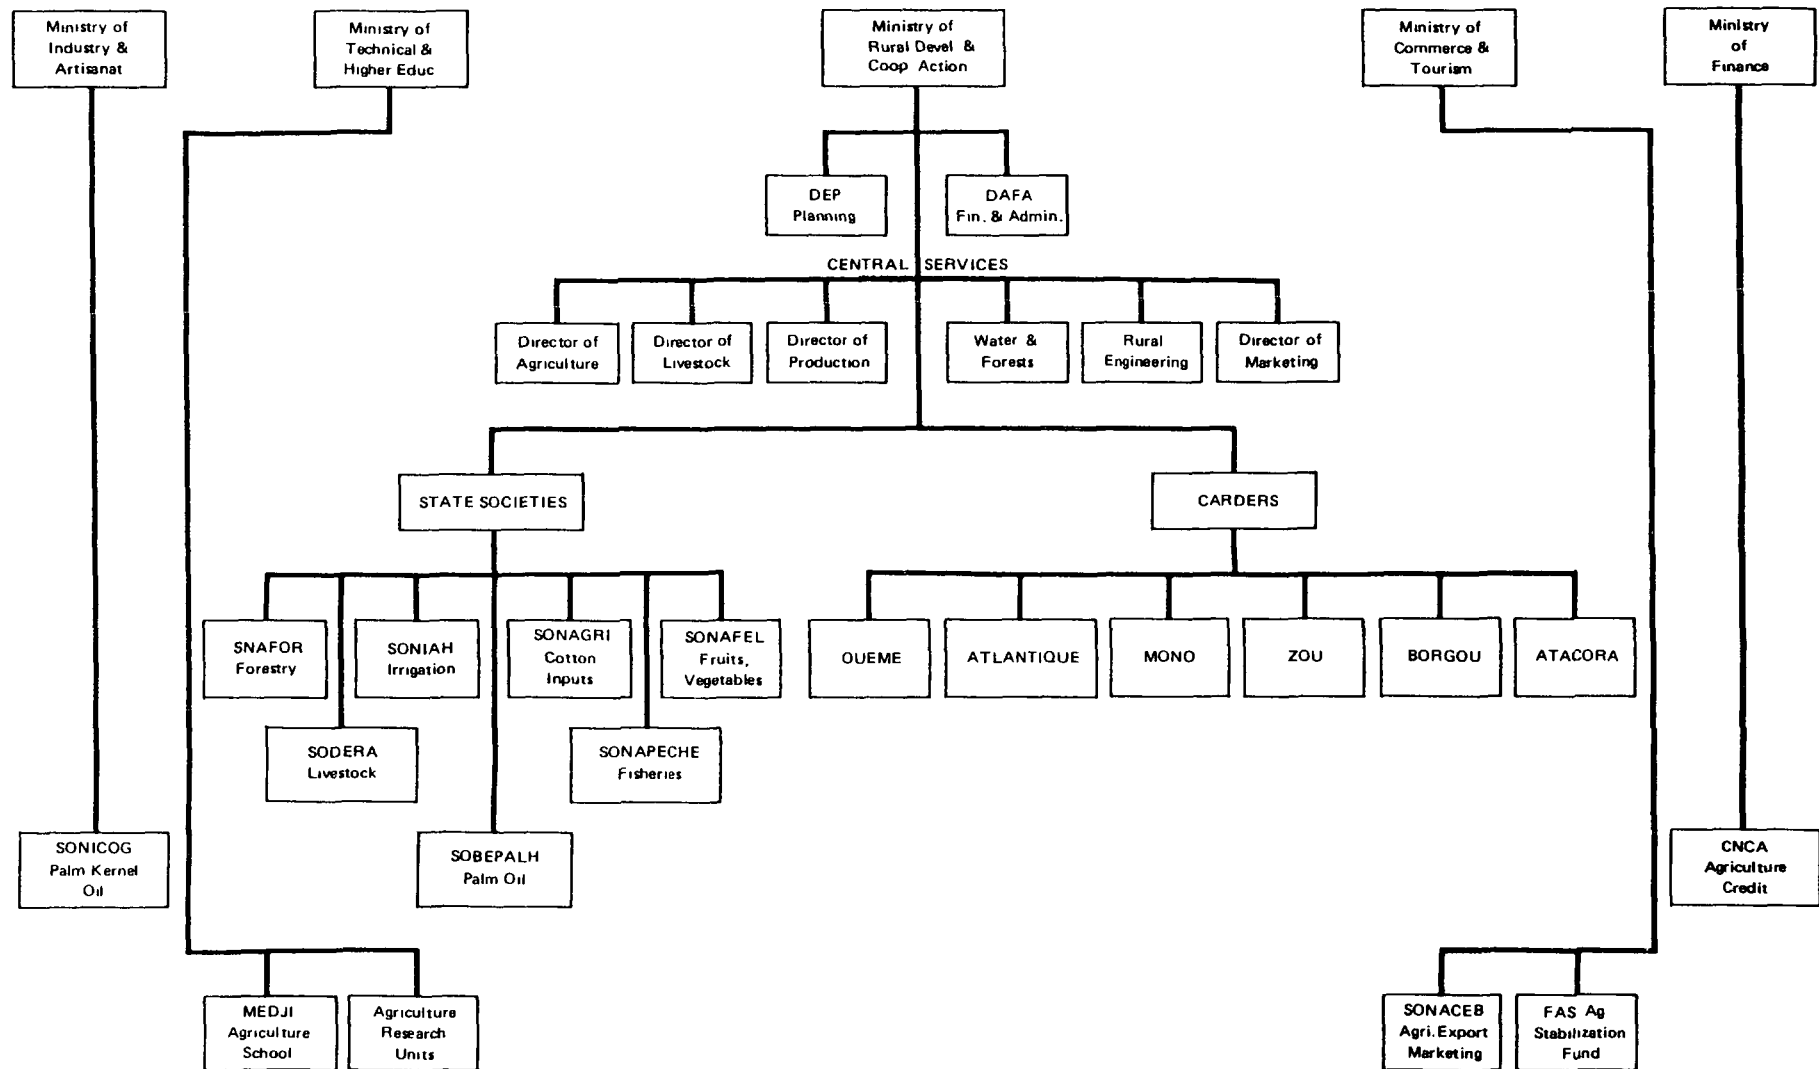 Ministry of
Industry &
Artisanat
Ministry of
Technical &
Higher Educ
Ministry of
Rural Devel &
Coop Action
Ministry of
Commerce &
Tourism
Ministry
of
Finance
DEP
Planning
DAFA
Fin. & Admin.
CENTRAL SERVICES
Director of
Agriculture
Director of
Livestock
Director of
Production
Water &
Forests
Rural
Engineering
Director of
Marketing
STATE SOCIETIES
CARDERS
SNAFOR
Forestry
SONIAH
Irrigation
SONAGRI
Cotton
Inputs
SONAFEL
Fruits,
Vegetables
OUEME
ATLANTIQUE
MONO
ZOU
BORGOU
ATACORA
SODERA
Livestock
SONAPECHE
Fisheries
SONICOG
Palm Kernel
Oil
SOBEPALH
Palm Oil
CNCA
Agriculture
Credit
MEDJI
Agriculture
School
Agriculture
Research
Units
SONACEB
Agri. Export
Marketing
FAS Ag
Stabilization
Fund